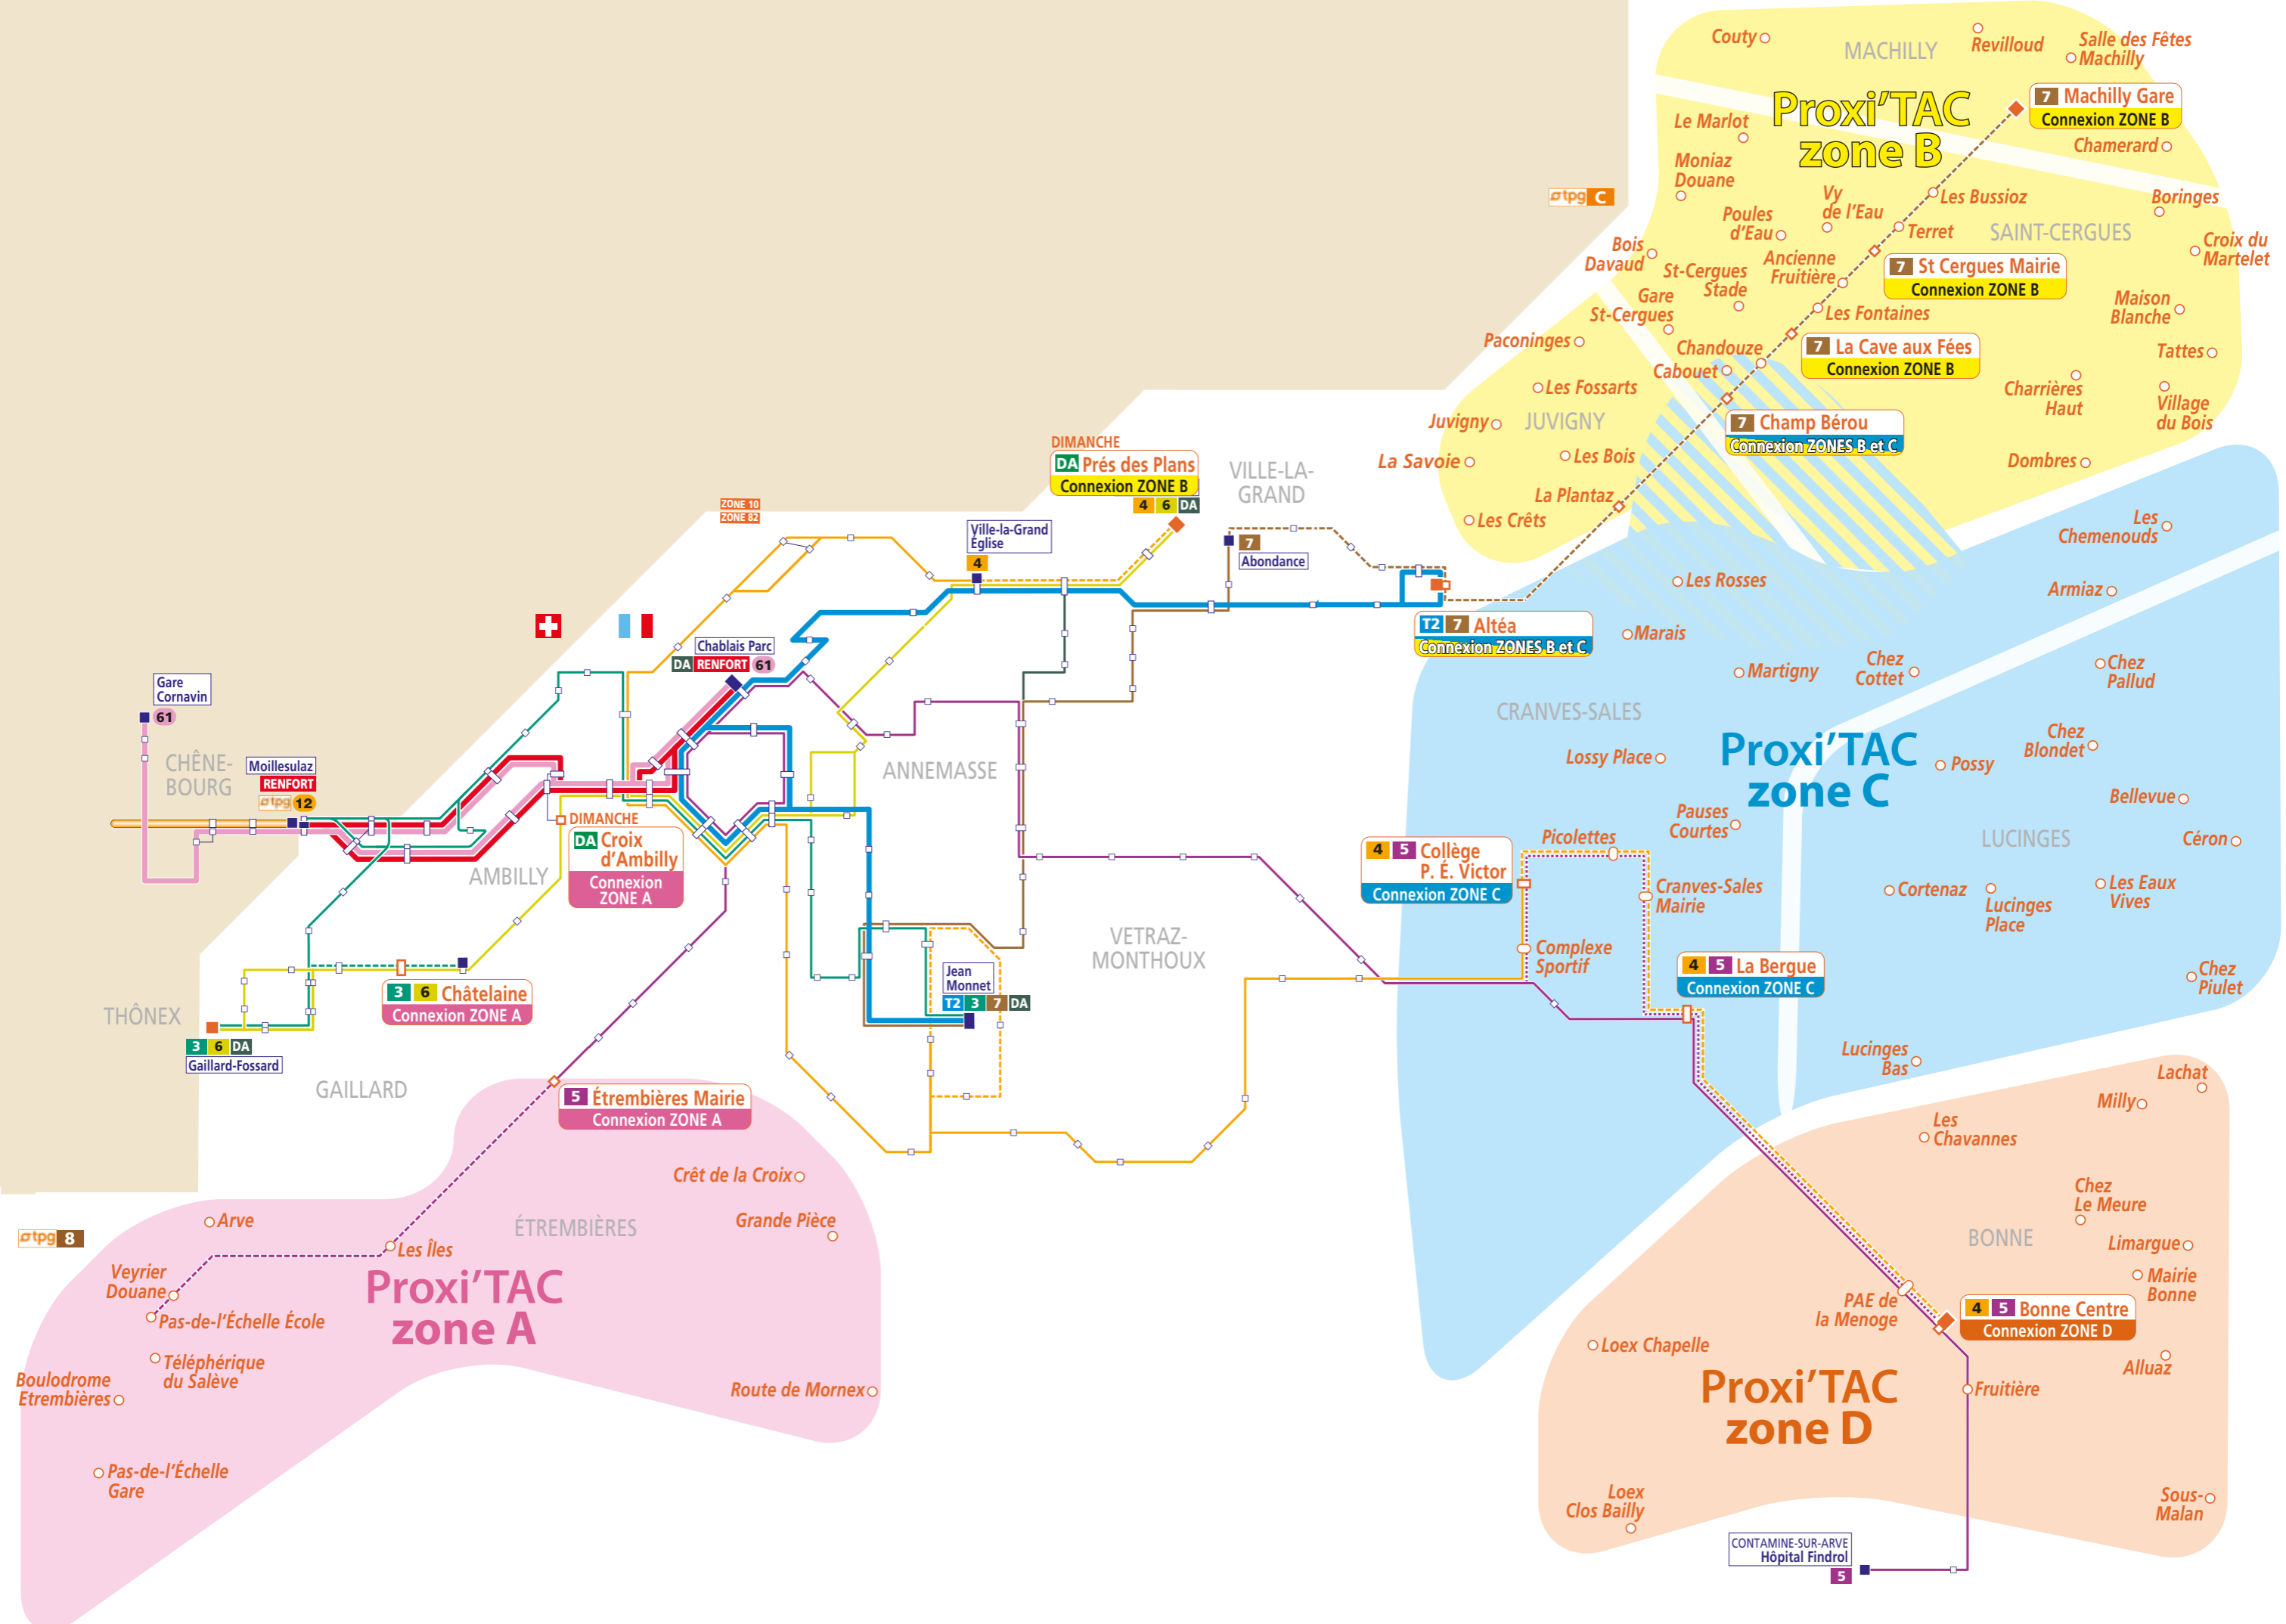 Couty
MACHILLY
Revilloud
Salle des Fêtes
Machilly
Proxi'TAC
zone B
7 Machilly Gare
Connexion ZONE B
Le Marlot
Chamerard
Moniaz
Douane
Vy
de l'Eau
Les Bussioz
Boringes
tpg C
Poules
d'Eau
Terret
SAINT-CERGUES
Croix du
Martelet
Bois
Davaud
Ancienne
Fruitière
St-Cergues
Stade
7 St Cergues Mairie
Connexion ZONE B
Gare
St-Cergues
Les Fontaines
Maison
Blanche
Paconinges
Chandouze
7 La Cave aux Fées
Connexion ZONE B
Tattes
Cabouet
Les Fossarts
Charrières
Haut
Village
du Bois
Juvigny
JUVIGNY
7 Champ Bérou
Connexion ZONES B et C
DIMANCHE
DA Prés des Plans
Connexion ZONE B
4 6 DA
VILLE-LA-
GRAND
La Savoie
Les Bois
Dombres
La Plantaz
Les Crêts
ZONE 10
ZONE 82
Ville-la-Grand
Église
4
7
Abondance
Les
Chemenouds
Les Rosses
Armiaz
T2 7 Altéa
Connexion ZONES B et C
Marais
Chablais Parc
DA RENFORT 61
Martigny
Chez
Cottet
Chez
Pallud
Gare
Cornavin
61
CRANVES-SALES
Proxi'TAC
zone C
Chez
Blondet
CHÊNE-
BOURG
Moillesulaz
RENFORT
tpg 12
ANNEMASSE
Lossy Place
Possy
Bellevue
Pauses
Courtes
DIMANCHE
DA Croix
d'Ambilly
Connexion
ZONE A
AMBILLY
4 5 Collège
P. É. Victor
Connexion ZONE C
Picolettes
LUCINGES
Céron
Cranves-Sales
Mairie
Cortenaz
Lucinges
Place
Les Eaux
Vives
VETRAZ-
MONTHOUX
Complexe
Sportif
4 5 La Bergue
Connexion ZONE C
Chez
Piulet
Jean
Monnet
T2 3 7 DA
3 6 Châtelaine
Connexion ZONE A
THÔNEX
3 6 DA
Gaillard-Fossard
GAILLARD
Lucinges
Bas
Lachat
Milly
5 Étrembières Mairie
Connexion ZONE A
Les
Chavannes
Crêt de la Croix
Chez
Le Meure
Arve
ÉTREMBIÈRES
Grande Pièce
tpg 8
Les Îles
BONNE
Limargue
Veyrier
Douane
Proxi'TAC
zone A
Mairie
Bonne
PAE de
la Menoge
4 5 Bonne Centre
Connexion ZONE D
Pas-de-l'Échelle École
Loex Chapelle
Téléphérique
du Salève
Alluaz
Boulodrome
Etrembières
Route de Mornex
Proxi'TAC
zone D
Fruitière
Pas-de-l'Échelle
Gare
Loex
Clos Bailly
Sous-
Malan
CONTAMINE-SUR-ARVE
Hôpital Findrol
5